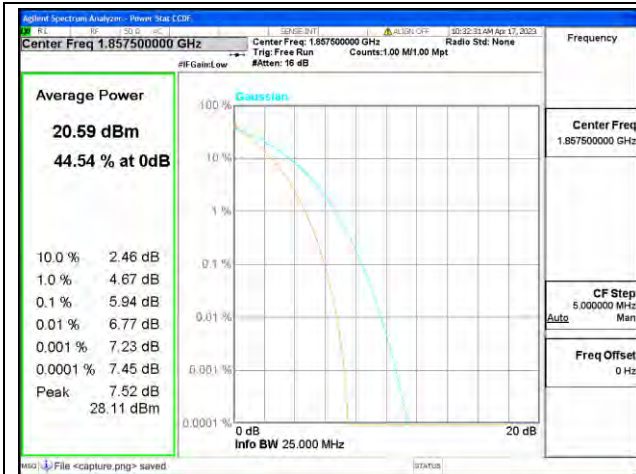 Agilent Spectrum Analyzer - Power Stat CCDF
RL RF 50 Ω AC SENSE:INT ALIGN OFF 10:32:31 AM Apr 17, 2023
Center Freq 1.857500000 GHz
Center Freq: 1.857500000 GHz Radio Std: None
Trig: Free Run Counts:1.00 M/1.00 Mpt
#IFGain:Low #Atten: 16 dB
Frequency
Average Power
20.59 dBm
44.54 % at 0dB
10.0 % 2.46 dB
1.0 % 4.67 dB
0.1 % 5.94 dB
0.01 % 6.77 dB
0.001 % 7.23 dB
0.0001 % 7.45 dB
Peak 7.52 dB
28.11 dBm
Gaussian
100 %
10 %
1 %
0.1 %
0.01 %
0.001 %
0.0001 %
0 dB 20 dB
Info BW 25.000 MHz
Center Freq
1.857500000 GHz
CF Step
5.000000 MHz
Auto Man
Freq Offset
0 Hz
MSG File <capture.png> saved STATUS